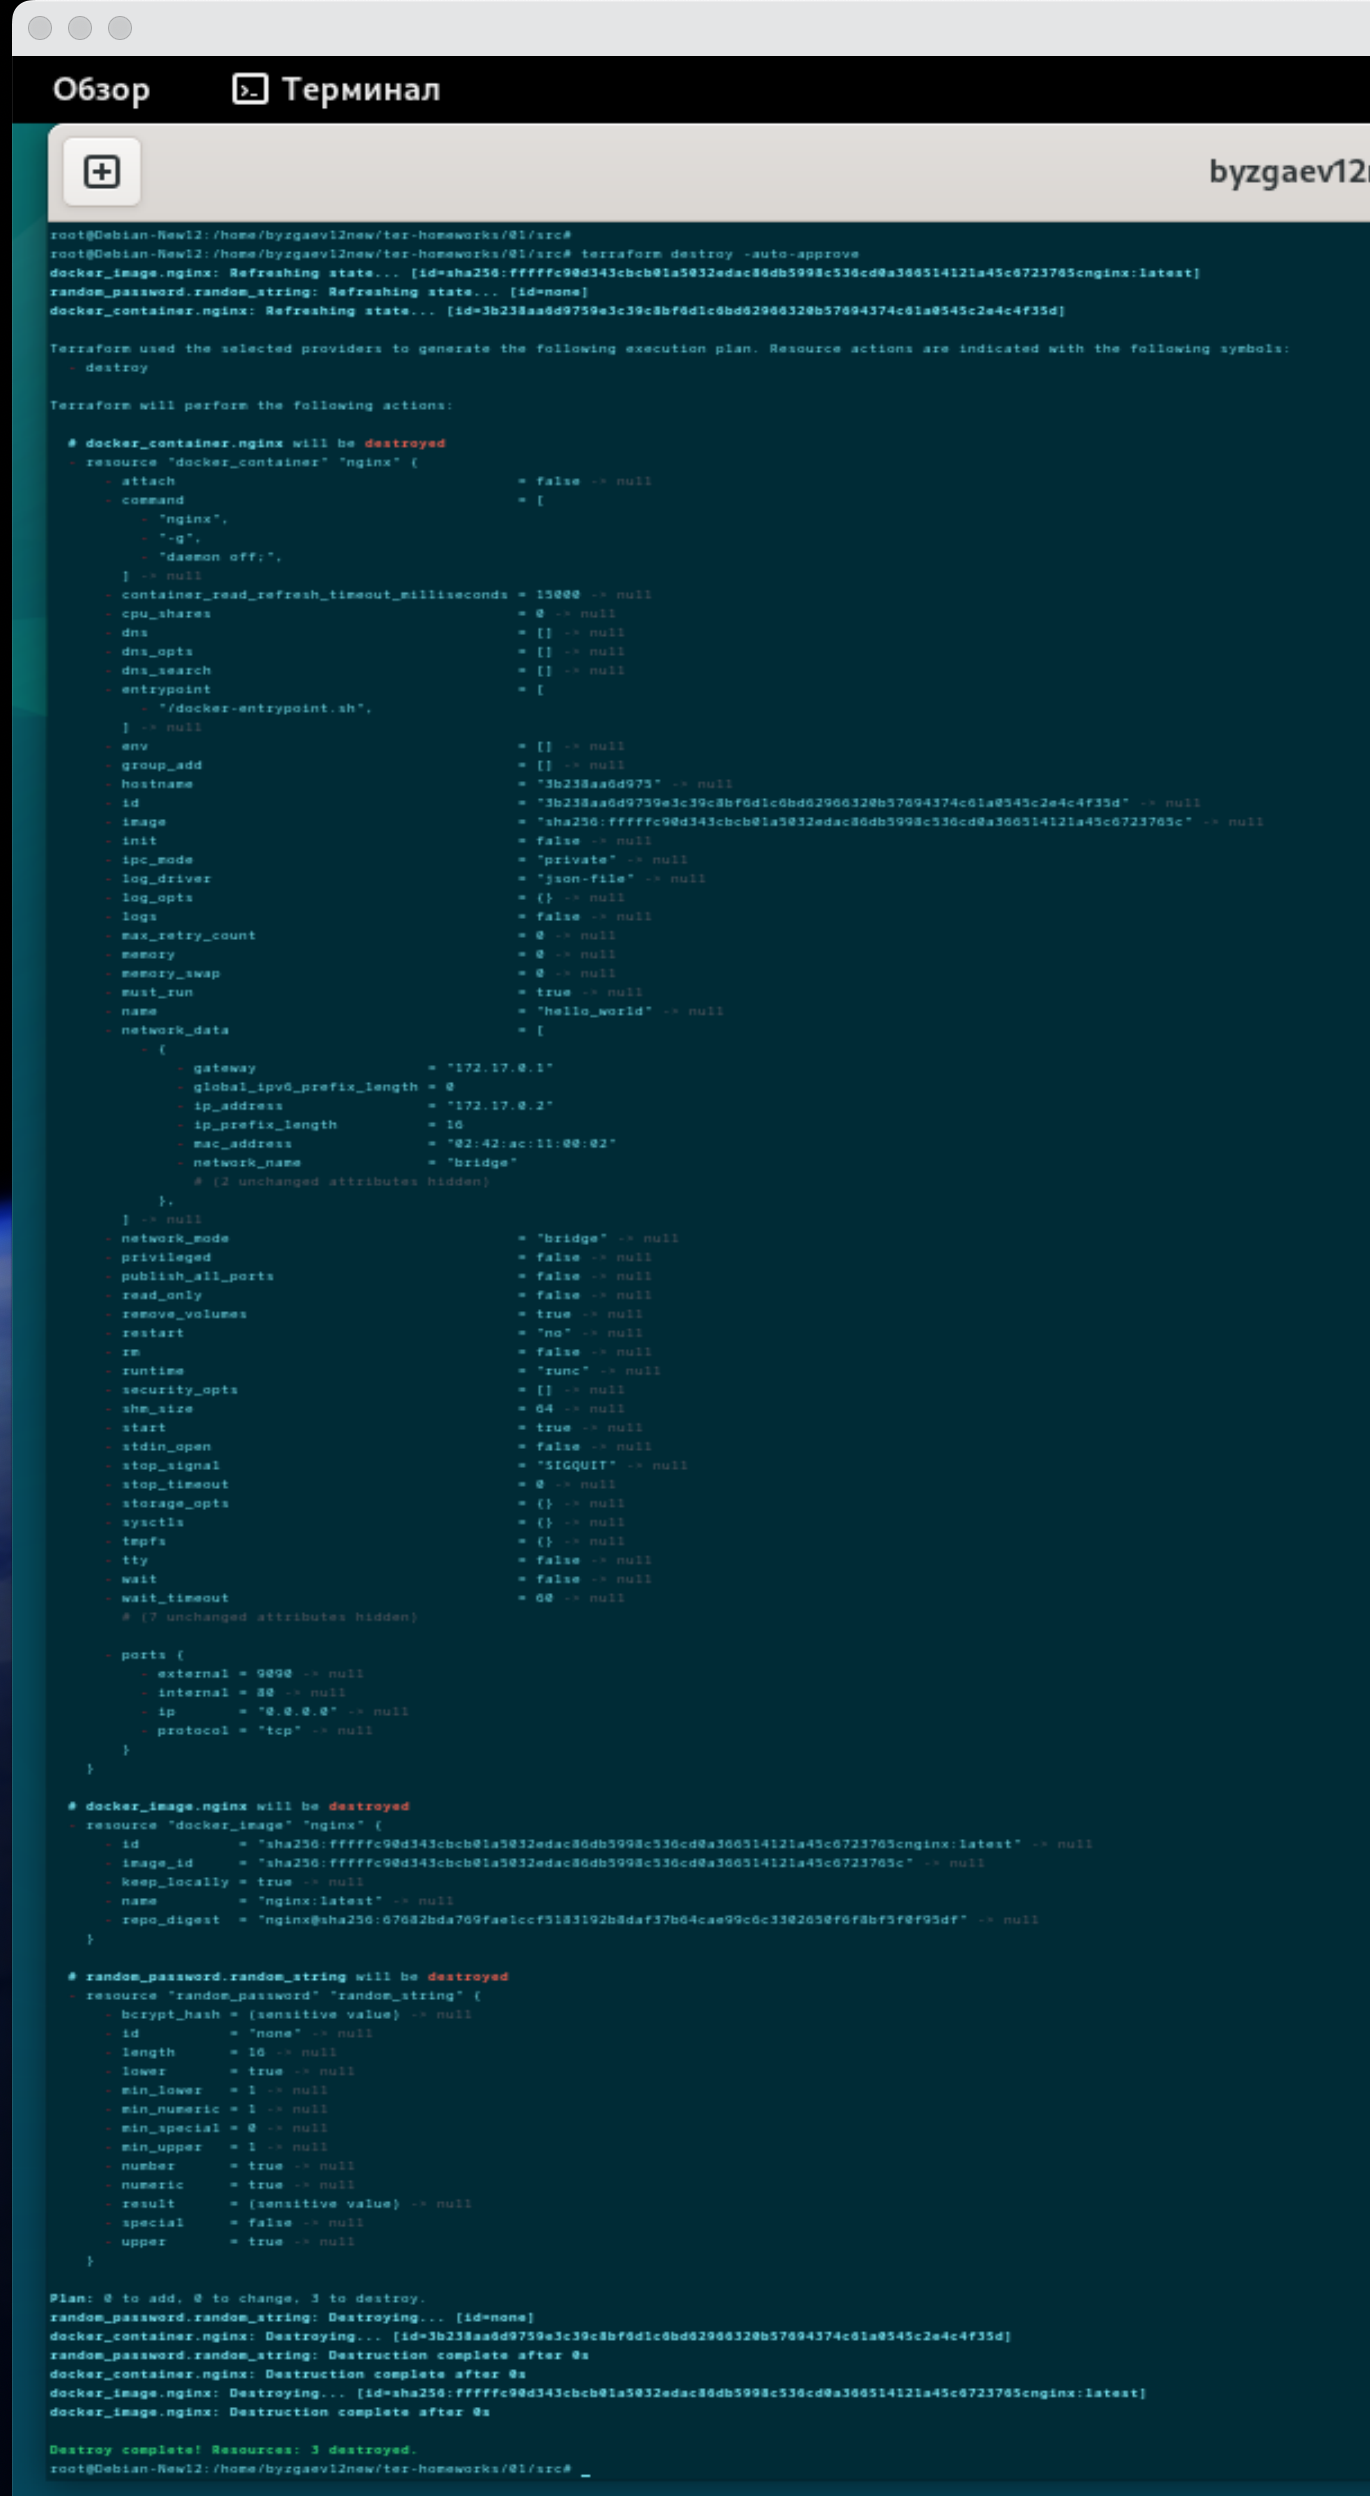 Обзор
Терминал
byzgaev12
root@Debian-New12:/home/byzgaev12new/ter-homeworks/01/src#
root@Debian-New12:/home/byzgaev12new/ter-homeworks/01/src# terraform destroy -auto-approve
docker_image.nginx: Refreshing state... [id=sha256:fffffc90d343cbcb01a5032edac86db5998c536cd0a366514121a45c6723765cnginx:latest]
random_password.random_string: Refreshing state... [id=none]
docker_container.nginx: Refreshing state... [id=3b238aa6d9759e3c39c8bf6d1c6bd62966320b57694374c61a0545c2e4c4f35d]
Terraform used the selected providers to generate the following execution plan. Resource actions are indicated with the following symbols:
- destroy
Terraform will perform the following actions:
# docker_container.nginx will be destroyed
- resource "docker_container" "nginx" {
- attach = false -> null
- command = [
- "nginx",
- "-g",
- "daemon off;",
] -> null
- container_read_refresh_timeout_milliseconds = 15000 -> null
- cpu_shares = 0 -> null
- dns = [] -> null
- dns_opts = [] -> null
- dns_search = [] -> null
- entrypoint = [
- "/docker-entrypoint.sh",
] -> null
- env = [] -> null
- group_add = [] -> null
- hostname = "3b238aa6d975" -> null
- id = "3b238aa6d9759e3c39c8bf6d1c6bd62966320b57694374c61a0545c2e4c4f35d" -> null
- image = "sha256:fffffc90d343cbcb01a5032edac86db5998c536cd0a366514121a45c6723765c" -> null
- init = false -> null
- ipc_mode = "private" -> null
- log_driver = "json-file" -> null
- log_opts = {} -> null
- logs = false -> null
- max_retry_count = 0 -> null
- memory = 0 -> null
- memory_swap = 0 -> null
- must_run = true -> null
- name = "hello_world" -> null
- network_data = [
- {
- gateway = "172.17.0.1"
- global_ipv6_prefix_length = 0
- ip_address = "172.17.0.2"
- ip_prefix_length = 16
- mac_address = "02:42:ac:11:00:02"
- network_name = "bridge"
# (2 unchanged attributes hidden)
},
] -> null
- network_mode = "bridge" -> null
- privileged = false -> null
- publish_all_ports = false -> null
- read_only = false -> null
- remove_volumes = true -> null
- restart = "no" -> null
- rm = false -> null
- runtime = "runc" -> null
- security_opts = [] -> null
- shm_size = 64 -> null
- start = true -> null
- stdin_open = false -> null
- stop_signal = "SIGQUIT" -> null
- stop_timeout = 0 -> null
- storage_opts = {} -> null
- sysctls = {} -> null
- tmpfs = {} -> null
- tty = false -> null
- wait = false -> null
- wait_timeout = 60 -> null
# (7 unchanged attributes hidden)
- ports {
- external = 9090 -> null
- internal = 80 -> null
- ip = "0.0.0.0" -> null
- protocol = "tcp" -> null
}
}
# docker_image.nginx will be destroyed
- resource "docker_image" "nginx" {
- id = "sha256:fffffc90d343cbcb01a5032edac86db5998c536cd0a366514121a45c6723765cnginx:latest" -> null
- image_id = "sha256:fffffc90d343cbcb01a5032edac86db5998c536cd0a366514121a45c6723765c" -> null
- keep_locally = true -> null
- name = "nginx:latest" -> null
- repo_digest = "nginx@sha256:67682bda769fae1ccf5183192b8daf37b64cae99c6c3302650f6f8bf5f0f95df" -> null
}
# random_password.random_string will be destroyed
- resource "random_password" "random_string" {
- bcrypt_hash = (sensitive value) -> null
- id = "none" -> null
- length = 16 -> null
- lower = true -> null
- min_lower = 1 -> null
- min_numeric = 1 -> null
- min_special = 0 -> null
- min_upper = 1 -> null
- number = true -> null
- numeric = true -> null
- result = (sensitive value) -> null
- special = false -> null
- upper = true -> null
}
Plan: 0 to add, 0 to change, 3 to destroy.
random_password.random_string: Destroying... [id=none]
docker_container.nginx: Destroying... [id=3b238aa6d9759e3c39c8bf6d1c6bd62966320b57694374c61a0545c2e4c4f35d]
random_password.random_string: Destruction complete after 0s
docker_container.nginx: Destruction complete after 0s
docker_image.nginx: Destroying... [id=sha256:fffffc90d343cbcb01a5032edac86db5998c536cd0a366514121a45c6723765cnginx:latest]
docker_image.nginx: Destruction complete after 0s
Destroy complete! Resources: 3 destroyed.
root@Debian-New12:/home/byzgaev12new/ter-homeworks/01/src# _